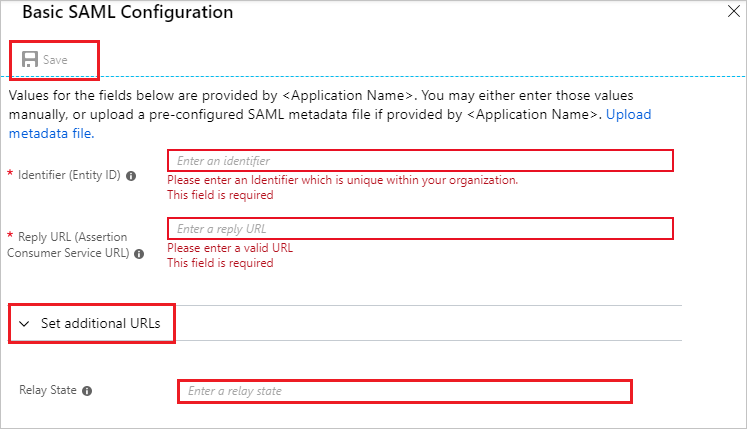 Basic SAML Configuration
Save
Values for the fields below are provided by <Application Name>. You may either enter those values
manually, or upload a pre-configured SAML metadata file if provided by <Application Name>. Upload
metadata file.
* Identifier (Entity ID)
Enter an identifier
Please enter an Identifier which is unique within your organization.
This field is required
* Reply URL (Assertion
Consumer Service URL)
Enter a reply URL
Please enter a valid URL
This field is required
Set additional URLs
Relay State
Enter a relay state